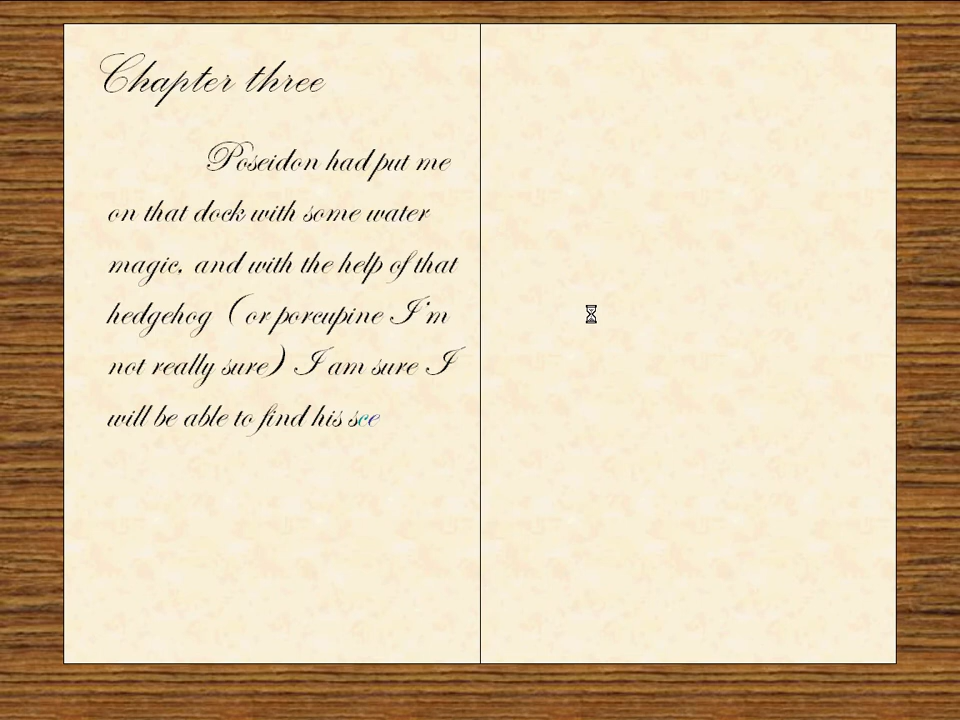 Chapter three
Poseidon had put me
on that dock with some water
magic. and with the help of that
hedgehog (or porcupine I'm
not really sure) I am sure I
will be able to find his sce